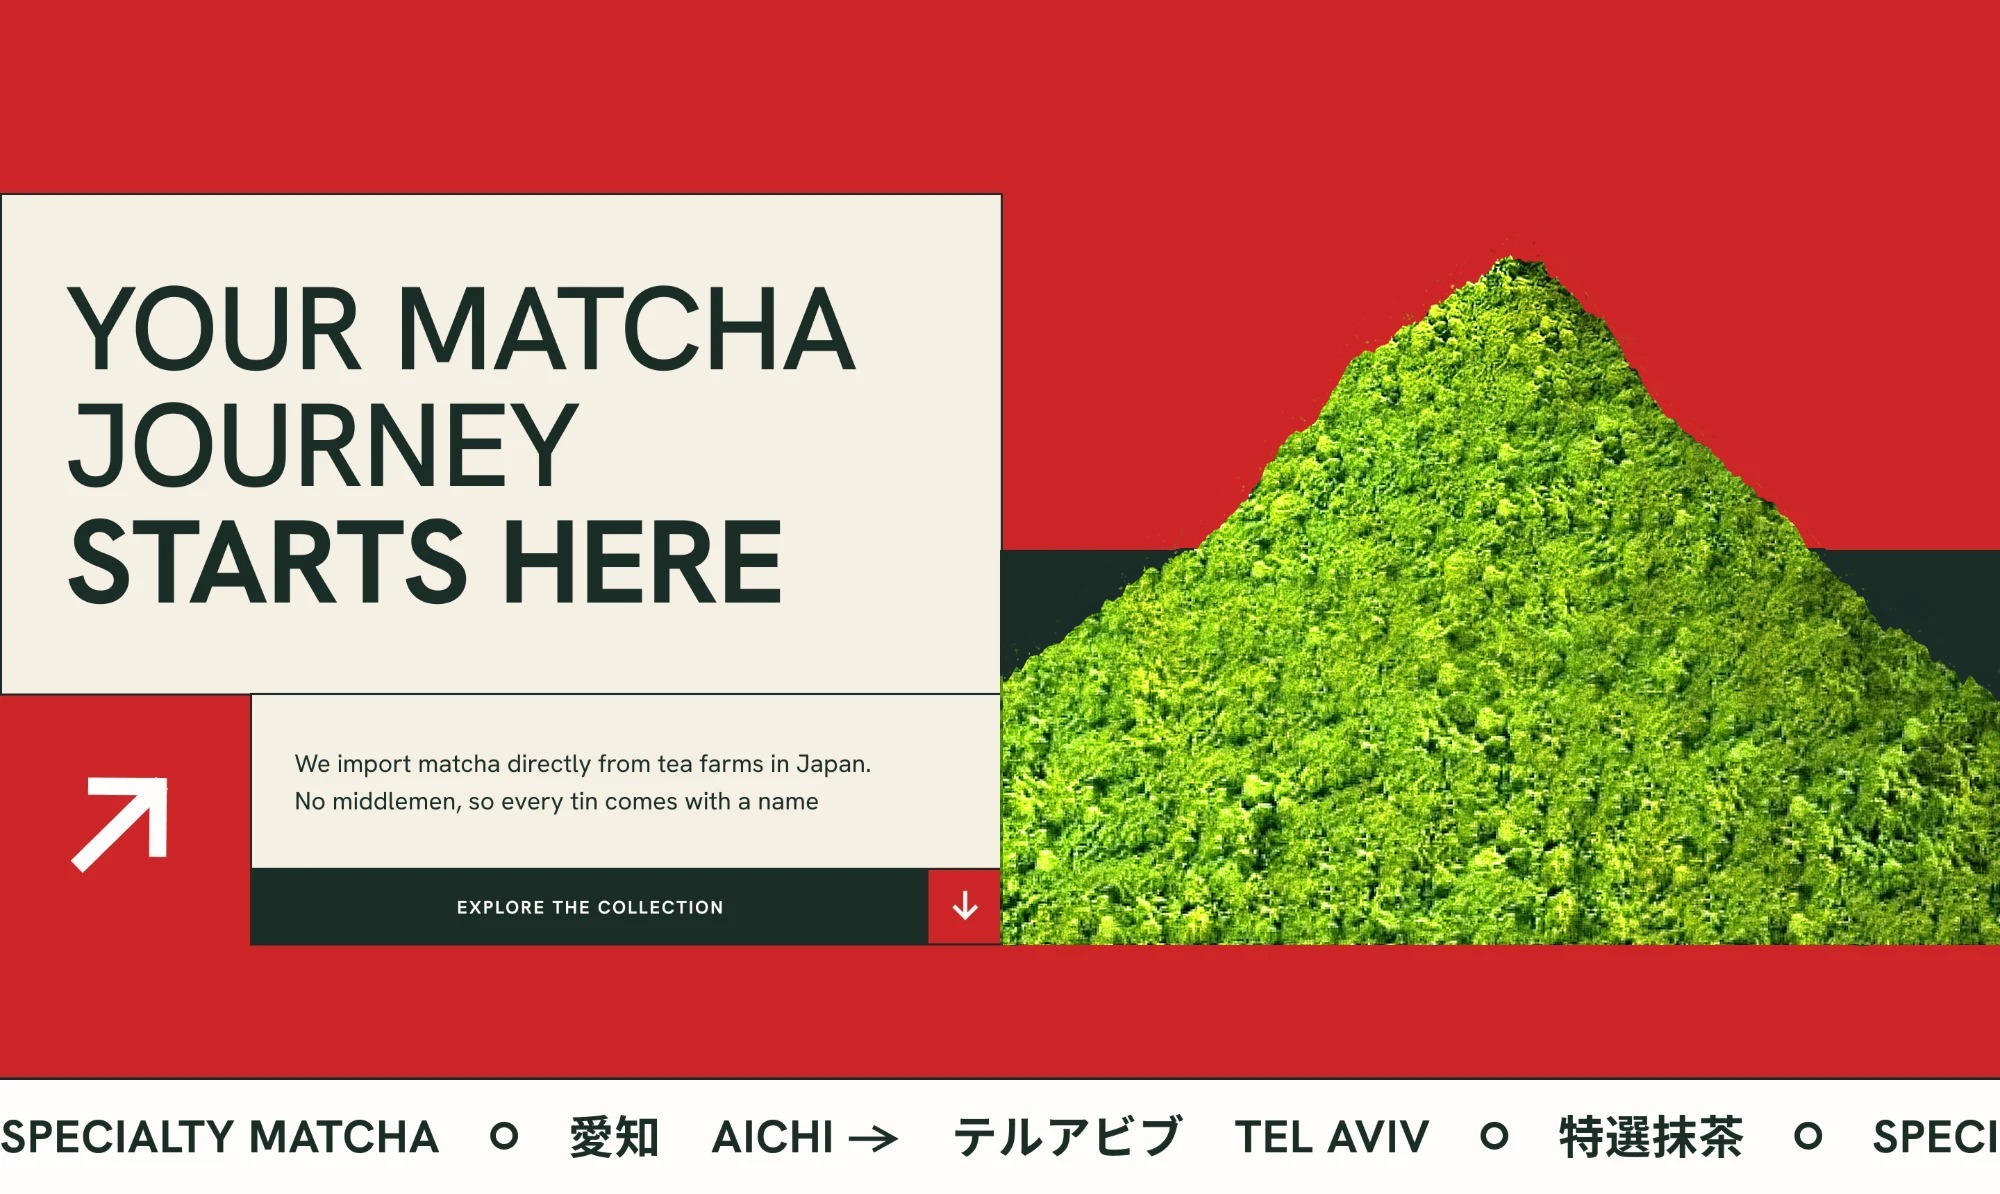 YOUR MATCHA
JOURNEY
STARTS HERE
We import matcha directly from tea farms in Japan.
No middlemen, so every tin comes with a name
EXPLORE THE COLLECTION
SPECIALTY MATCHA 愛知 AICHI → テルアビブ TEL AVIV 特選抹茶 SPECI